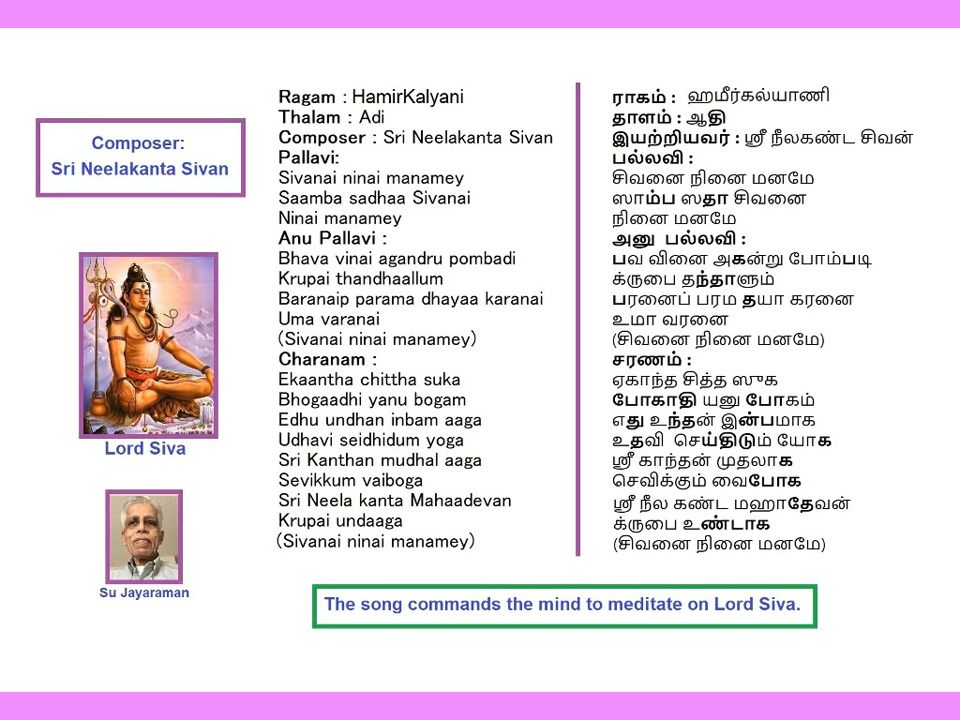 Composer:
Sri Neelakanta Sivan
Lord Siva
Su Jayaraman
Ragam : HamirKalyani
Thalam : Adi
Composer : Sri Neelakanta Sivan
Pallavi:
Sivanai ninai manamey
Saamba sadhaa Sivanai
Ninai manamey
Anu Pallavi :
Bhava vinai agandru pombadi
Krupai thandhaallum
Baranaip parama dhayaa karanai
Uma varanai
(Sivanai ninai manamey)
Charanam :
Ekaantha chittha suka
Bhogaadhi yanu bogam
Edhu undhan inbam aaga
Udhavi seidhidum yoga
Sri Kanthan mudhal aaga
Sevikkum vaiboga
Sri Neela kanta Mahaadevan
Krupai undaaga
(Sivanai ninai manamey)
ராகம் : ஹமீர்கல்யாணி
தாளம் : ஆதி
இயற்றியவர் : ஸ்ரீ நீலகண்ட சிவன்
பல்லவி :
சிவனை நினை மனமே
ஸாம்ப ஸதா சிவனை
நினை மனமே
அனு பல்லவி :
பவ வினை அகன்று போம்படி
க்ருபை தந்தாளும்
பரனைப் பரம தயா கரனை
உமா வரனை
(சிவனை நினை மனமே)
சரணம் :
ஏகாந்த சித்த ஸுக
போகாதி யனு போகம்
எது உந்தன் இன்பமாக
உதவி செய்திடும் யோக
ஸ்ரீ காந்தன் முதலாக
செவிக்கும் வைபோக
ஸ்ரீ நீல கண்ட மஹாதேவன்
க்ருபை உண்டாக
(சிவனை நினை மனமே)
The song commands the mind to meditate on Lord Siva.